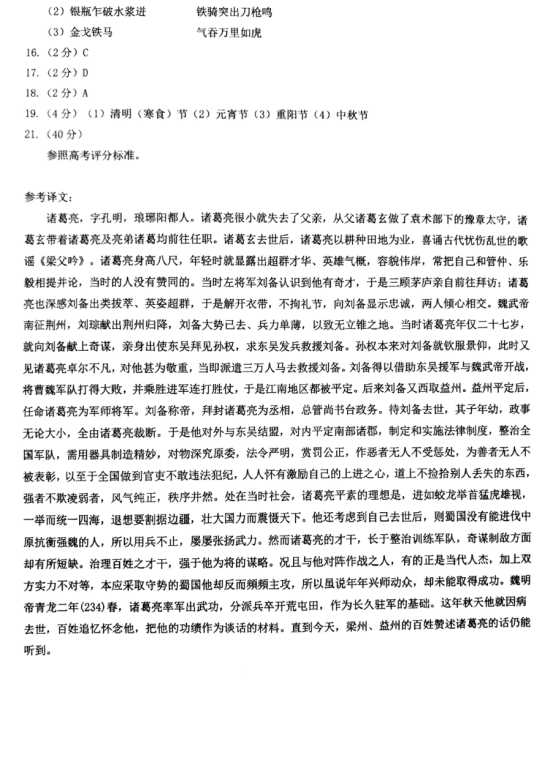 （2）银瓶乍破水浆迸 铁骑突出刀枪鸣
（3）金戈铁马 气吞万里如虎
16.（2分）C
17.（2分）D
18.（2分）A
19.（4分）（1）清明（寒食）节（2）元宵节（3）重阳节（4）中秋节
21.（40分）
参照高考评分标准。
参考译文：
诸葛亮，字孔明，琅琊阳都人。诸葛亮很小就失去了父亲，从父诸葛玄做了袁术部下的豫章太守，诸
葛玄带着诸葛亮及亮弟诸葛均前往任职。诸葛玄去世后，诸葛亮以耕种田地为业，喜诵古代忧伤乱世的歌
谣《梁父吟》。诸葛亮身高八尺，年轻时就显露出超群才华、英雄气概，容貌伟岸，常把自己和管仲、乐
毅相提并论，当时的人没有赞同的。当时左将军刘备认识到他有奇才，于是三顾茅庐亲自前往拜访；诸葛
亮也深感刘备出类拔萃、英姿超群，于是解开衣带，不拘礼节，向刘备显示忠诚，两人倾心相交。魏武帝
南征荆州，刘琮献出荆州归降，刘备大势已去、兵力单薄，以致无立锥之地。当时诸葛亮年仅二十七岁，
就向刘备献上奇谋，亲身出使东吴拜见孙权，求东吴发兵救援刘备。孙权本来对刘备就钦服景仰，此时又
见诸葛亮卓尔不凡，对他甚为敬重，当即派遣三万人马去救援刘备。刘备得以借助东吴援军与魏武帝开战，
将曹魏军队打得大败，并乘胜进军连打胜仗，于是江南地区都被平定。后来刘备又西取益州。益州平定后，
任命诸葛亮为军师将军。刘备称帝，拜封诸葛亮为丞相，总管尚书台政务。待刘备去世，其子年幼，政事
无论大小，全由诸葛亮裁断。于是他对外与东吴结盟，对内平定南部诸郡，制定和实施法律制度，整治全
国军队，需用器具制造精妙，对物深究原委，法令严明，赏罚公正，作恶者无人不受惩处，为善者无人不
被表彰，以至于全国做到官吏不敢违法犯纪，人人怀有激励自己的上进之心，道上不捡拾别人丢失的东西，
强者不欺凌弱者，风气纯正，秩序井然。处在当时社会，诸葛亮平素的理想是，进如蛟龙举首猛虎雄视，
一举而统一四海，退想要割据边疆，壮大国力而震慑天下。他还考虑到自己去世后，则蜀国没有能进伐中
原抗衡强魏的人，所以用兵不止，屡屡张扬武力。然而诸葛亮的才干，长于整治训练军队，奇谋制敌方面
却有所短缺。治理百姓之才干，强于他为将的谋略。况且与他对阵作战之人，有的正是当代人杰，加上双
方实力不对等，本应采取守势的蜀国他却反而频频主攻，所以虽说年年兴师动众，却未能取得成功。魏明
帝青龙二年(234)春，诸葛亮率军出武功，分派兵卒开荒屯田，作为长久驻军的基础。这年秋天他就因病
去世，百姓追忆怀念他，把他的功绩作为谈话的材料。直到今天，梁州、益州的百姓赞述诸葛亮的话仍能
听到。